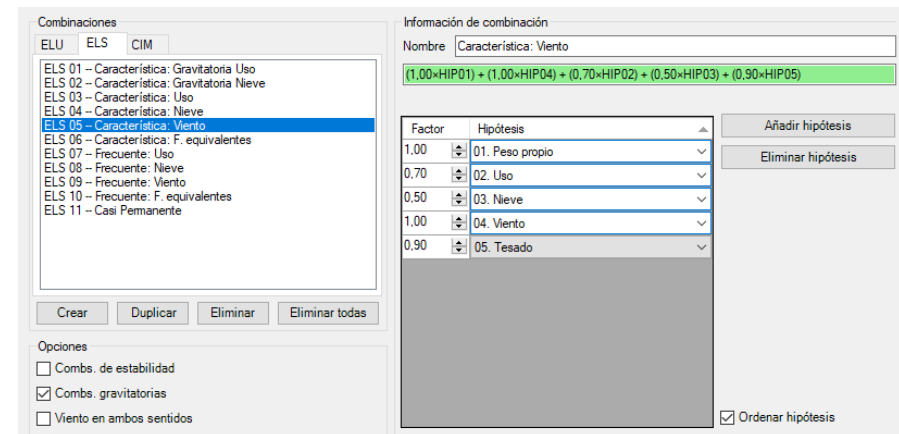 Combinaciones
ELU ELS CIM
ELS 01 -- Característica: Gravitatoria Uso
ELS 02 -- Característica: Gravitatoria Nieve
ELS 03 -- Característica: Uso
ELS 04 -- Característica: Nieve
ELS 05 -- Característica: Viento
ELS 06 -- Característica: F. equivalentes
ELS 07 -- Frecuente: Uso
ELS 08 -- Frecuente: Nieve
ELS 09 -- Frecuente: Viento
ELS 10 -- Frecuente: F. equivalentes
ELS 11 -- Casi Permanente
Crear Duplicar Eliminar Eliminar todas
Opciones
Combs. de estabilidad
Combs. gravitatorias
Viento en ambos sentidos
Información de combinación
Nombre Característica: Viento
(1,00×HIP01) + (1,00×HIP04) + (0,70×HIP02) + (0,50×HIP03) + (0,90×HIP05)
Factor Hipótesis
1,00 01. Peso propio
0,70 02. Uso
0,50 03. Nieve
1,00 04. Viento
0,90 05. Tesado
Añadir hipótesis
Eliminar hipótesis
Ordenar hipótesis